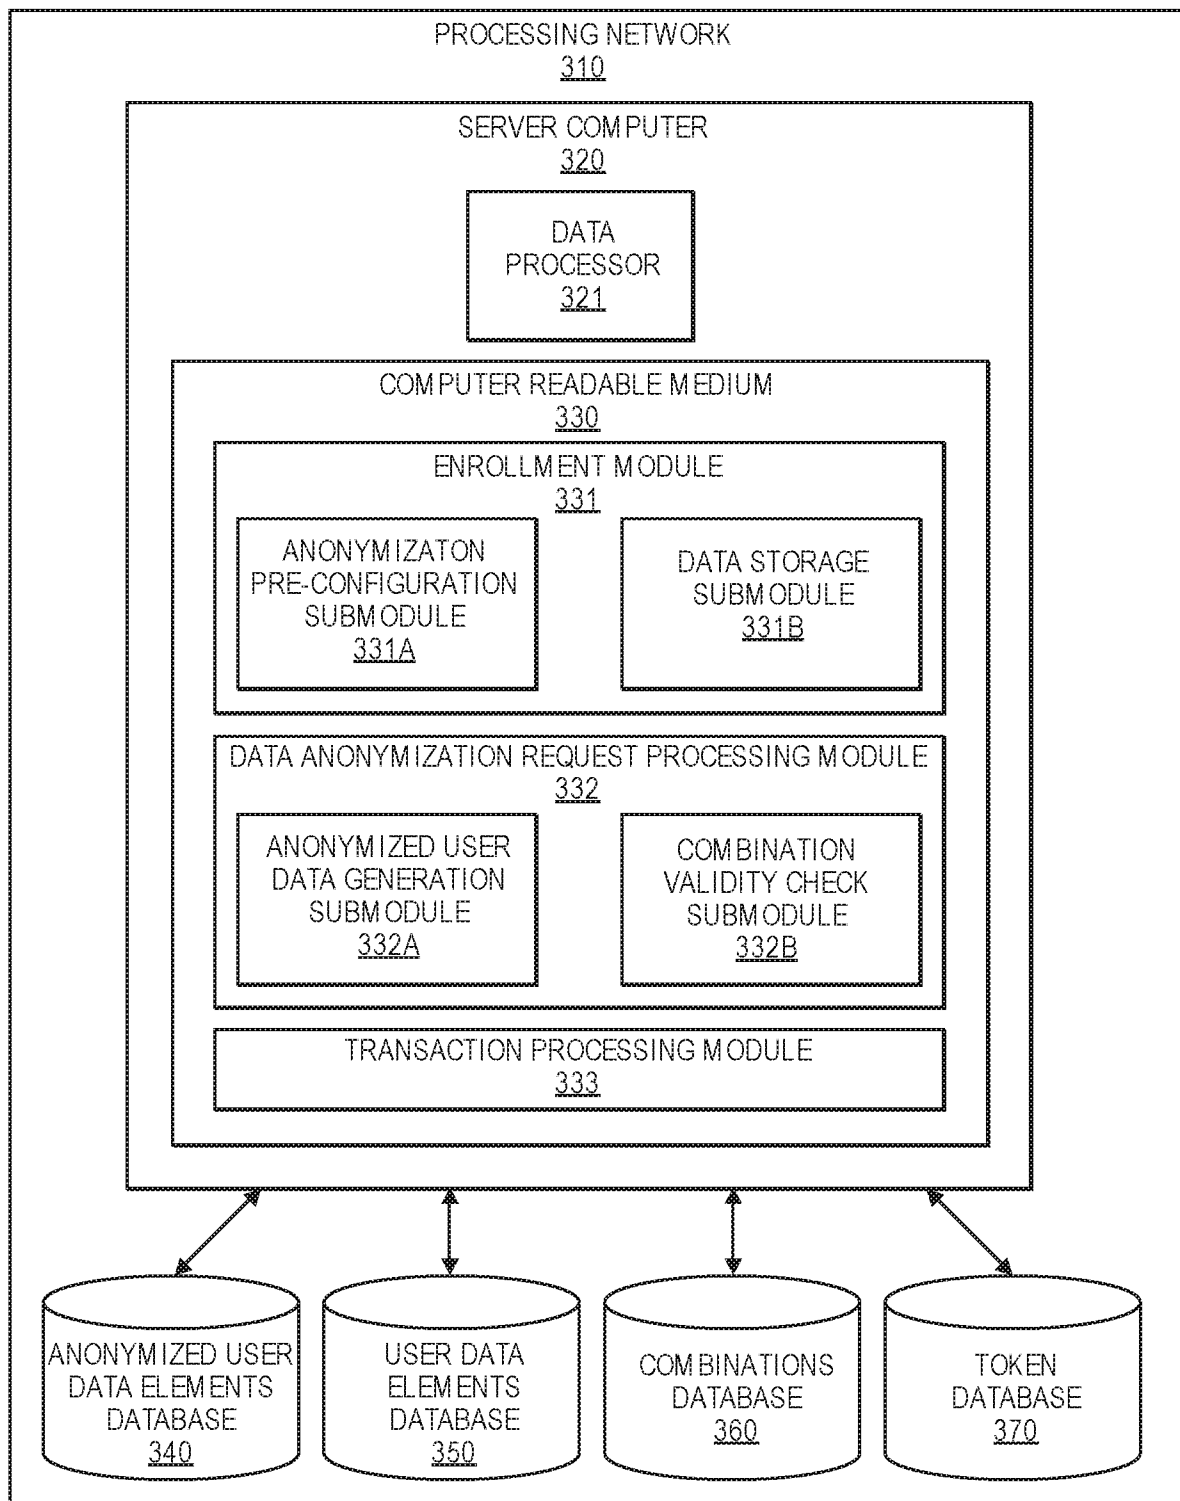 PROCESSING NETWORK
310
SERVER COMPUTER
320
DATA
PROCESSOR
321
COMPUTER READABLE MEDIUM
330
ENROLLMENT MODULE
331
ANONYMIZATON
PRE-CONFIGURATION
SUBMODULE
331A
DATA STORAGE
SUBMODULE
331B
DATA ANONYMIZATION REQUEST PROCESSING MODULE
332
ANONYMIZED USER
DATA GENERATION
SUBMODULE
332A
COMBINATION
VALIDITY CHECK
SUBMODULE
332B
TRANSACTION PROCESSING MODULE
333
ANONYMIZED USER
DATA ELEMENTS
DATABASE
340
USER DATA
ELEMENTS
DATABASE
350
COMBINATIONS
DATABASE
360
TOKEN
DATABASE
370